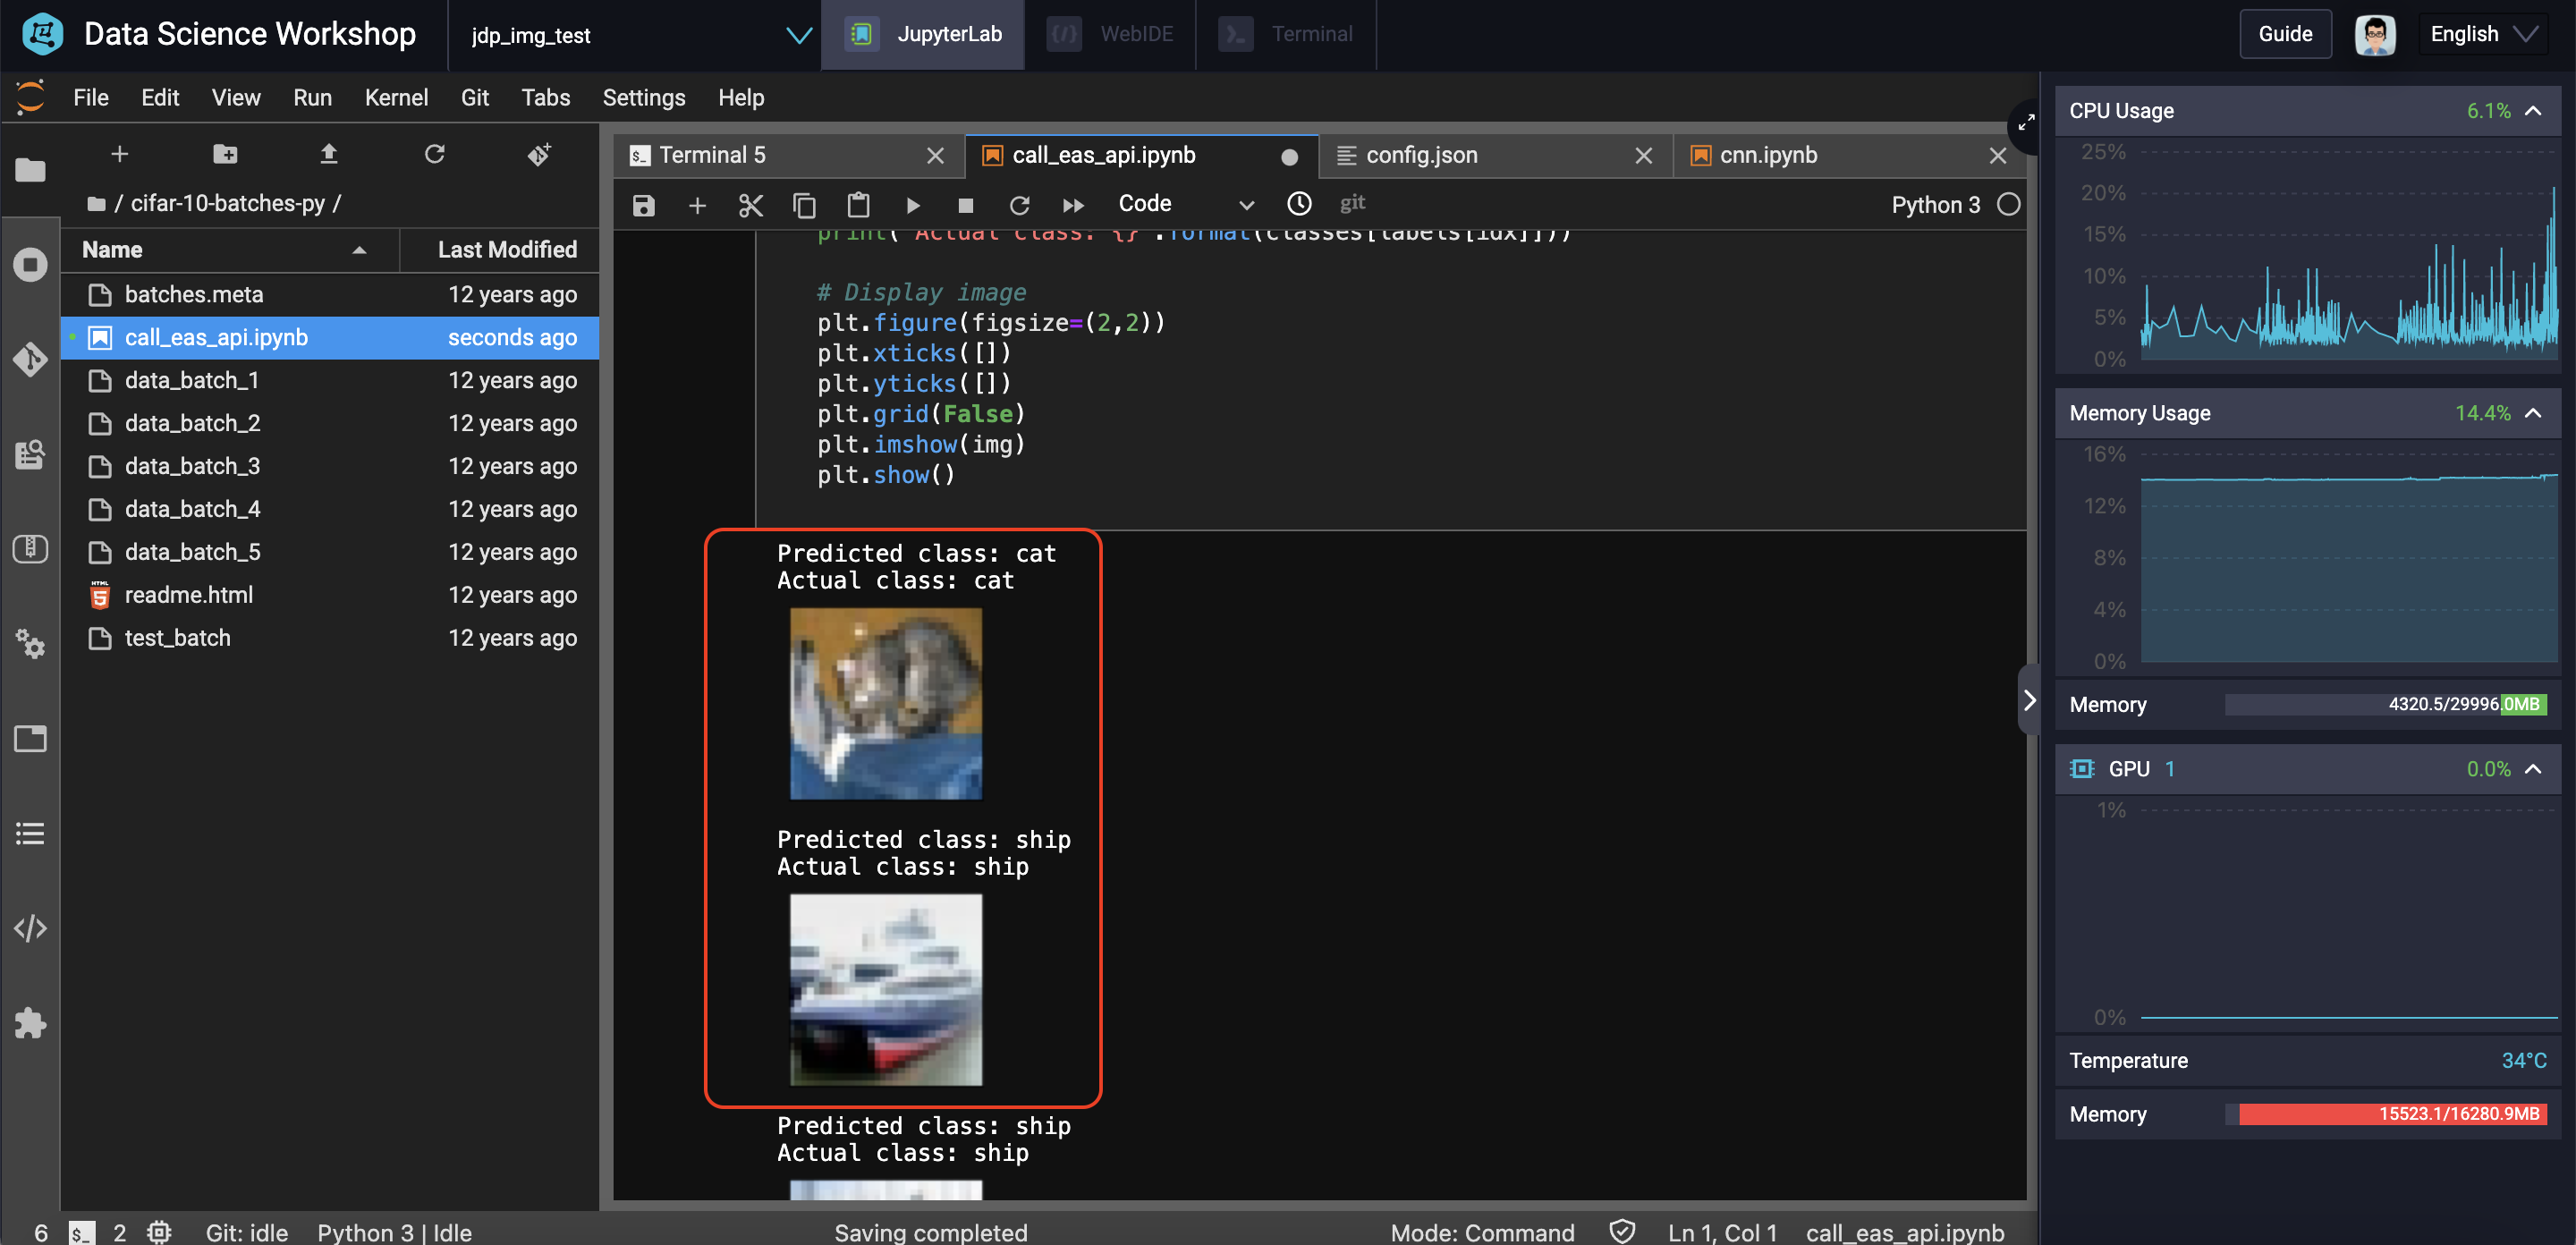 Data Science Workshop
jdp_img_test
JupyterLab
WebIDE
Terminal
Guide
English
File Edit View Run Kernel Git Tabs Settings Help
/ cifar-10-batches-py /
Name Last Modified
batches.meta 12 years ago
call_eas_api.ipynb seconds ago
data_batch_1 12 years ago
data_batch_2 12 years ago
data_batch_3 12 years ago
data_batch_4 12 years ago
data_batch_5 12 years ago
readme.html 12 years ago
test_batch 12 years ago
Terminal 5
call_eas_api.ipynb
config.json
cnn.ipynb
Code
git
Python 3
print("Actual class: {}".format(classes[labels[idx]]))
# Display image
plt.figure(figsize=(2,2))
plt.xticks([])
plt.yticks([])
plt.grid(False)
plt.imshow(img)
plt.show()
Predicted class: cat
Actual class: cat
Predicted class: ship
Actual class: ship
Predicted class: ship
Actual class: ship
CPU Usage 6.1%
25%
20%
15%
10%
5%
0%
Memory Usage 14.4%
16%
12%
8%
4%
0%
Memory 4320.5/29996.0MB
GPU 1 0.0%
1%
0%
Temperature 34°C
Memory 15523.1/16280.9MB
6 $_ 2 Git: idle Python 3 | Idle Saving completed Mode: Command Ln 1, Col 1 call_eas_api.ipynb